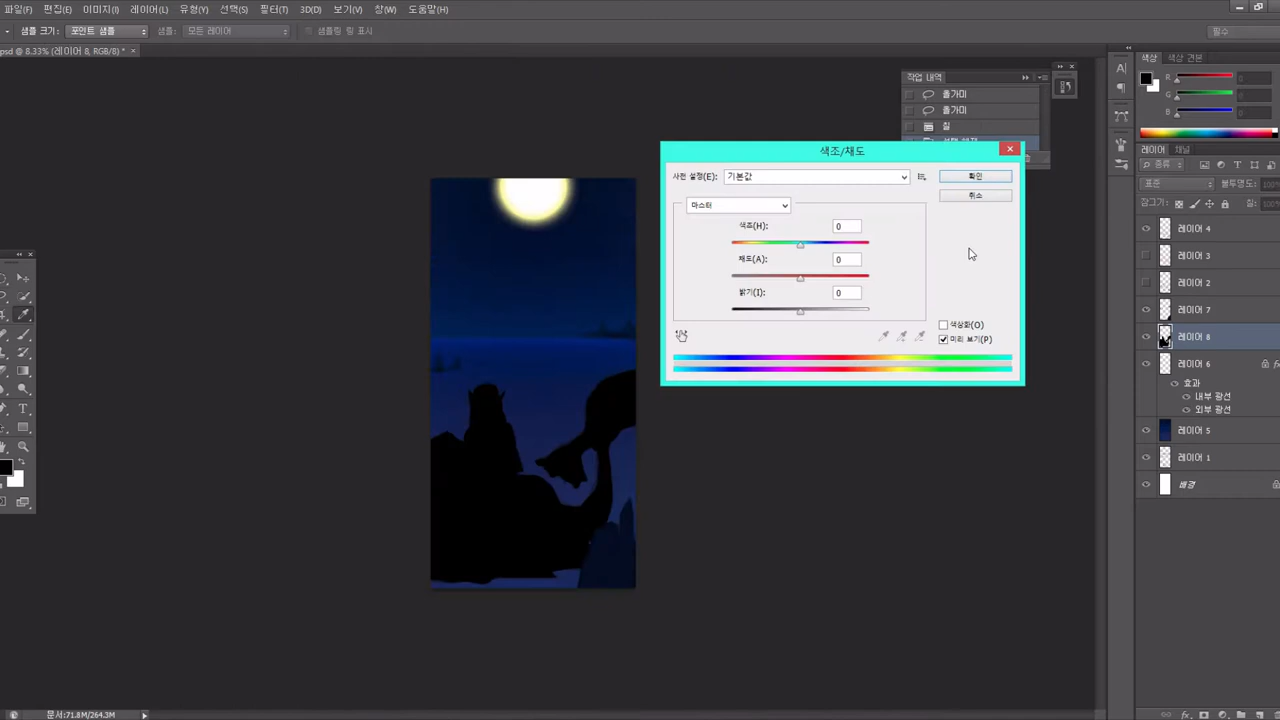 파일(F) 편집(E) 이미지(I) 레이어(L) 유형(Y) 선택(S) 필터(T) 3D(D) 보기(V) 창(W) 도움말(H)
샘플 크기: 포인트 샘플 모든 레이어 샘플링 링 표시 필수
psd @ 8.33% (레이어 8, RGB/8) *
작업 내역
올가미
올가미
칠
색상 색상 견본
R 0
G 0
B 0
레이어 채널
종류
표준 불투명도: 100%
잠그기: 칠: 100%
레이어 4
레이어 3
레이어 2
레이어 7
레이어 8
레이어 6
효과
내부 광선
외부 광선
레이어 5
레이어 1
배경
색조/채도
사전 설정(E): 기본값 확인
취소
마스터
색조(H): 0
채도(A): 0
밝기(I): 0
색상화(O)
미리 보기(P)
문서:71.8M/264.3M